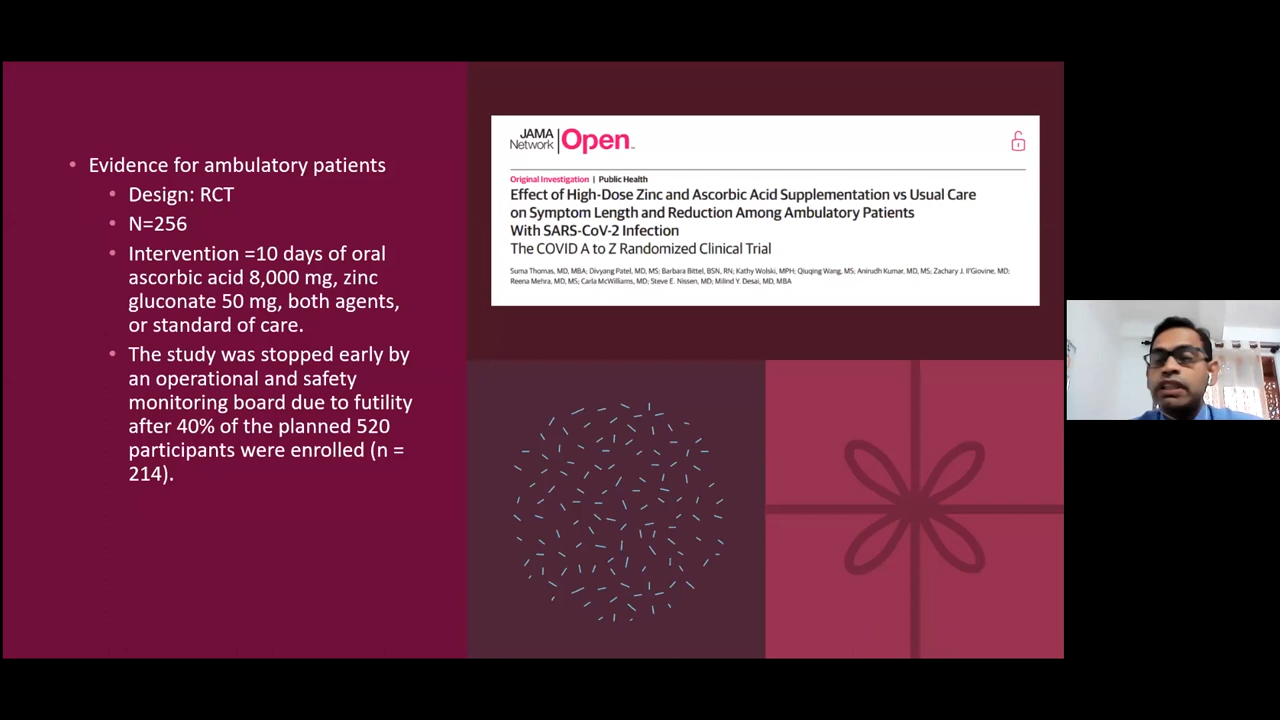 • Evidence for ambulatory patients
• Design: RCT
• N=256
• Intervention =10 days of oral
ascorbic acid 8,000 mg, zinc
gluconate 50 mg, both agents,
or standard of care.
• The study was stopped early by
an operational and safety
monitoring board due to futility
after 40% of the planned 520
participants were enrolled (n =
214).
JAMA
Network | Open™
Original Investigation | Public Health
Effect of High-Dose Zinc and Ascorbic Acid Supplementation vs Usual Care
on Symptom Length and Reduction Among Ambulatory Patients
With SARS-CoV-2 Infection
The COVID A to Z Randomized Clinical Trial
Suma Thomas, MD, MBA; Divyang Patel, MD, MS; Barbara Bittel, BSN, RN; Kathy Wolski, MPH; Qiuqing Wang, MS; Anirudh Kumar, MD, MS; Zachary J. Il'Giovine, MD;
Reena Mehra, MD, MS; Carla McWilliams, MD; Steve E. Nissen, MD; Milind Y. Desai, MD, MBA